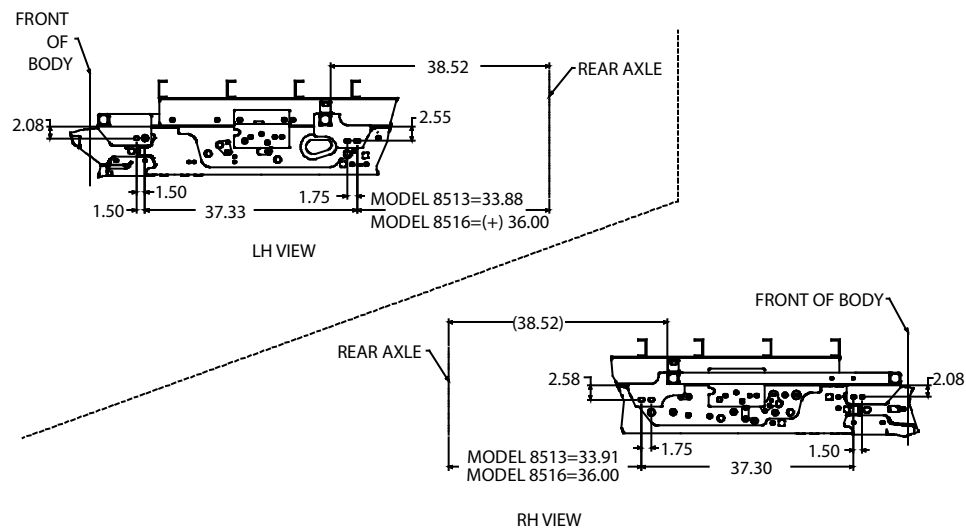 FRONT
OF
BODY
38.52
REAR AXLE
2.08
2.55
1.50
1.50
37.33
1.75
MODEL 8513=33.88
MODEL 8516=(+) 36.00
LH VIEW
FRONT OF BODY
(38.52)
REAR AXLE
2.58
2.08
MODEL 8513=33.91
MODEL 8516=36.00
1.75
37.30
1.50
RH VIEW